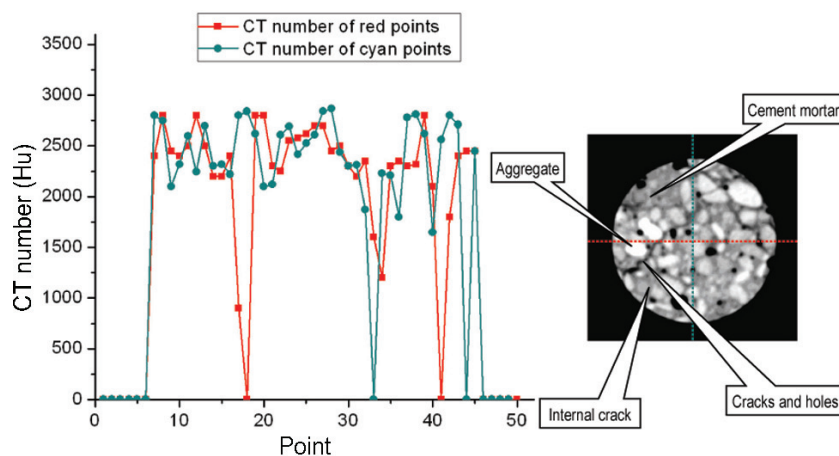 CT number of red points
CT number of cyan points
3500
3000
2500
2000
1500
1000
500
0
CT number (Hu)
0
10
20
30
40
50
Point
Cement mortar
Aggregate
Internal crack
Cracks and holes